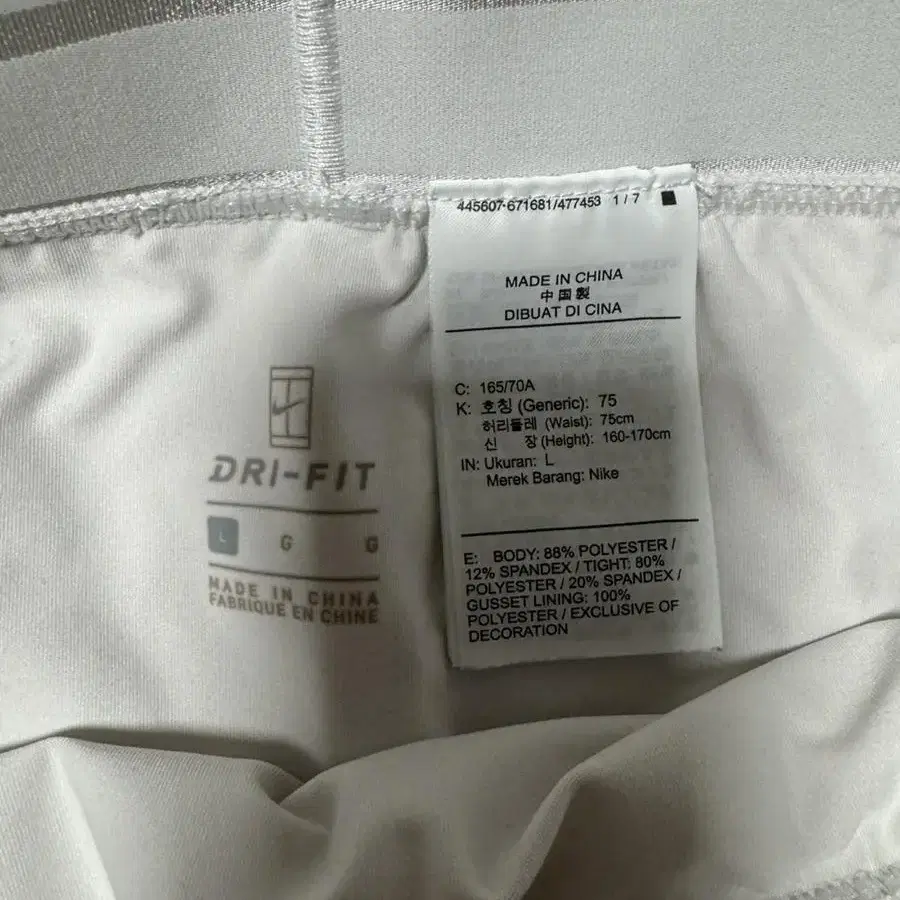 445607-671681/477453 1 / 7
MADE IN CHINA
中国製
DIBUAT DI CINA
C: 165/70A
K: 호칭 (Generic): 75
허리둘레 (Waist): 75cm
신 장 (Height): 160-170cm
IN: Ukuran: L
Merek Barang: Nike
E: BODY: 88% POLYESTER /
12% SPANDEX / TIGHT: 80%
POLYESTER / 20% SPANDEX /
GUSSET LINING: 100%
POLYESTER / EXCLUSIVE OF
DECORATION
DRI-FIT
L G G
MADE IN CHINA
FABRIQUE EN CHINE